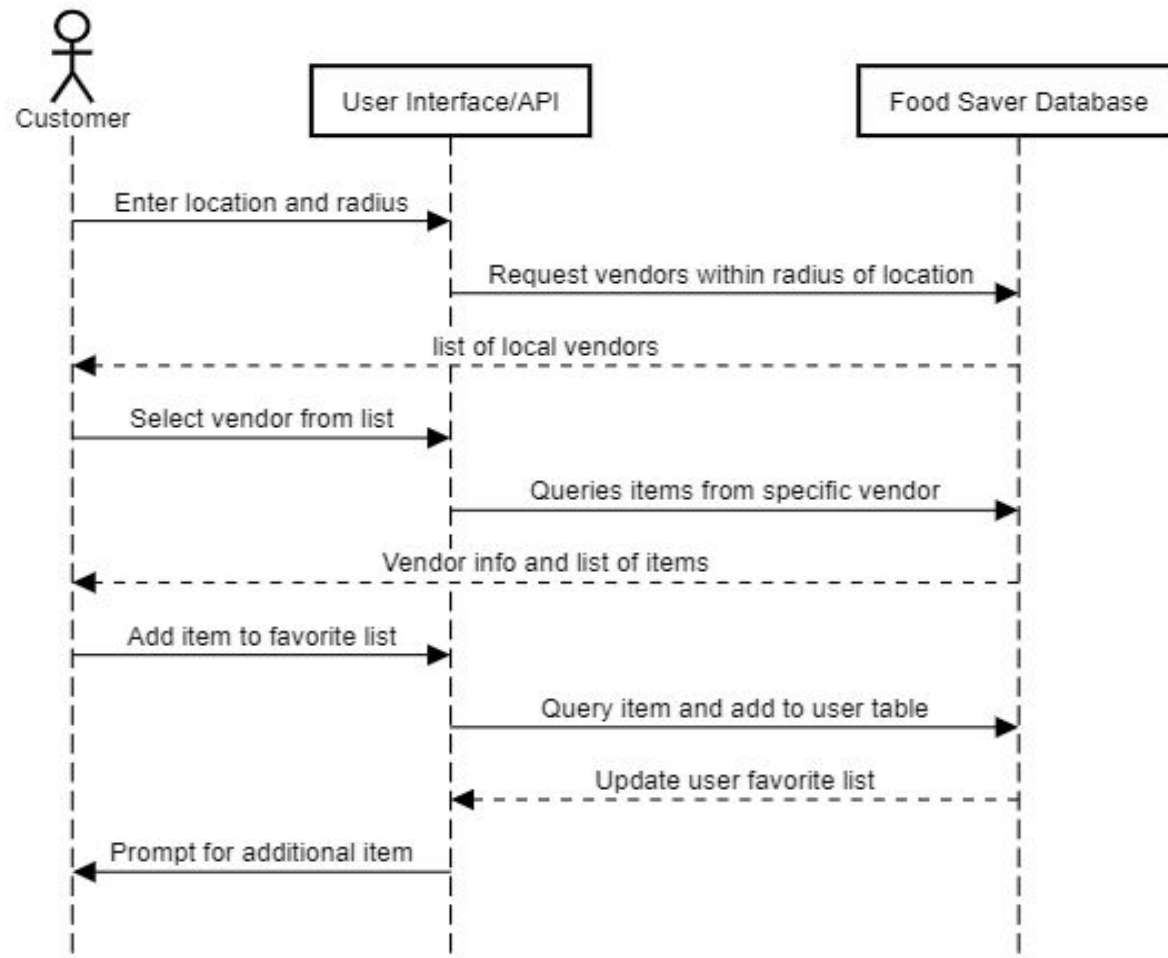 Customer
User Interface/API
Food Saver Database
Enter location and radius
Request vendors within radius of location
list of local vendors
Select vendor from list
Queries items from specific vendor
Vendor info and list of items
Add item to favorite list
Query item and add to user table
Update user favorite list
Prompt for additional item